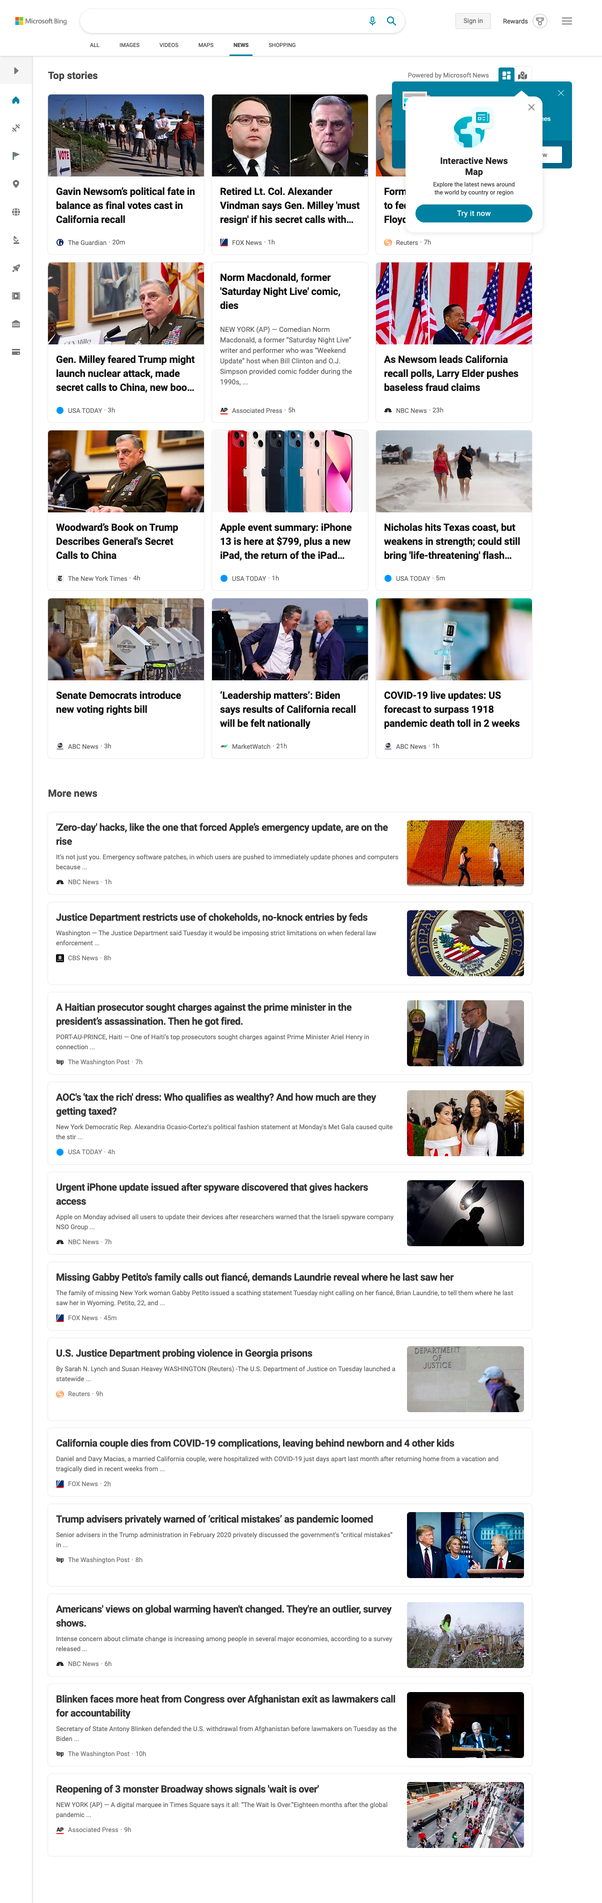 Microsoft Bing
Sign in
Rewards
ALL
IMAGES
VIDEOS
MAPS
NEWS
SHOPPING
Top stories
Powered by Microsoft News
Interactive News
Map
Explore the latest news around
the world by country or region
Try it now
VOTE
Gavin Newsom's political fate in
balance as final votes cast in
California recall
The Guardian · 20m
Retired Lt. Col. Alexander
Vindman says Gen. Milley 'must
resign' if his secret calls with...
FOX News · 1h
Form
to fe
Floyd
Reuters · 7h
Gen. Milley feared Trump might
launch nuclear attack, made
secret calls to China, new boo...
USA TODAY · 3h
Norm Macdonald, former
'Saturday Night Live' comic,
dies
NEW YORK (AP) — Comedian Norm
Macdonald, a former "Saturday Night Live"
writer and performer who was "Weekend
Update" host when Bill Clinton and O.J.
Simpson provided comic fodder during the
1990s, ...
AP Associated Press · 5h
As Newsom leads California
recall polls, Larry Elder pushes
baseless fraud claims
NBC News · 23h
Woodward's Book on Trump
Describes General's Secret
Calls to China
The New York Times · 4h
Apple event summary: iPhone
13 is here at $799, plus a new
iPad, the return of the iPad...
USA TODAY · 1h
Nicholas hits Texas coast, but
weakens in strength; could still
bring 'life-threatening' flash...
USA TODAY · 5m
Senate Democrats introduce
new voting rights bill
ABC News · 3h
'Leadership matters': Biden
says results of California recall
will be felt nationally
MarketWatch · 21h
COVID-19 live updates: US
forecast to surpass 1918
pandemic death toll in 2 weeks
ABC News · 1h
More news
'Zero-day' hacks, like the one that forced Apple's emergency update, are on the
rise
It's not just you. Emergency software patches, in which users are pushed to immediately update phones and computers
because ...
NBC News · 1h
Justice Department restricts use of chokeholds, no-knock entries by feds
Washington — The Justice Department said Tuesday it would be imposing strict limitations on when federal law
enforcement ...
CBS News · 8h
A Haitian prosecutor sought charges against the prime minister in the
president's assassination. Then he got fired.
PORT-AU-PRINCE, Haiti — One of Haiti's top prosecutors sought charges against Prime Minister Ariel Henry in
connection ...
wp The Washington Post · 7h
AOC's 'tax the rich' dress: Who qualifies as wealthy? And how much are they
getting taxed?
New York Democratic Rep. Alexandria Ocasio-Cortez's political fashion statement at Monday's Met Gala caused quite
the stir ...
USA TODAY · 4h
Urgent iPhone update issued after spyware discovered that gives hackers
access
Apple on Monday advised all users to update their devices after researchers warned that the Israeli spyware company
NSO Group ...
NBC News · 7h
Missing Gabby Petito's family calls out fiancé, demands Laundrie reveal where he last saw her
The family of missing New York woman Gabby Petito issued a scathing statement Tuesday night calling on her fiancé, Brian Laundrie, to tell them where he last
saw her in Wyoming. Petito, 22, and ...
FOX News · 45m
U.S. Justice Department probing violence in Georgia prisons
By Sarah N. Lynch and Susan Heavey WASHINGTON (Reuters) -The U.S. Department of Justice on Tuesday launched a
statewide ...
Reuters · 9h
DEPARTMENT
OF
JUSTICE
California couple dies from COVID-19 complications, leaving behind newborn and 4 other kids
Daniel and Davy Macias, a married California couple, were hospitalized with COVID-19 just days apart last month after returning home from a vacation and
tragically died in recent weeks from ...
FOX News · 2h
Trump advisers privately warned of 'critical mistakes' as pandemic loomed
Senior advisers in the Trump administration in February 2020 privately discussed the government's "critical mistakes"
in ...
wp The Washington Post · 8h
Americans' views on global warming haven't changed. They're an outlier, survey
shows.
Intense concern about climate change is increasing among people in several major economies, according to a survey
released ...
NBC News · 6h
Blinken faces more heat from Congress over Afghanistan exit as lawmakers call
for accountability
Secretary of State Antony Blinken defended the U.S. withdrawal from Afghanistan before lawmakers on Tuesday as the
Biden ...
wp The Washington Post · 10h
Reopening of 3 monster Broadway shows signals 'wait is over'
NEW YORK (AP) — A digital marquee in Times Square says it all: "The Wait Is Over."Eighteen months after the global
pandemic ...
AP Associated Press · 9h